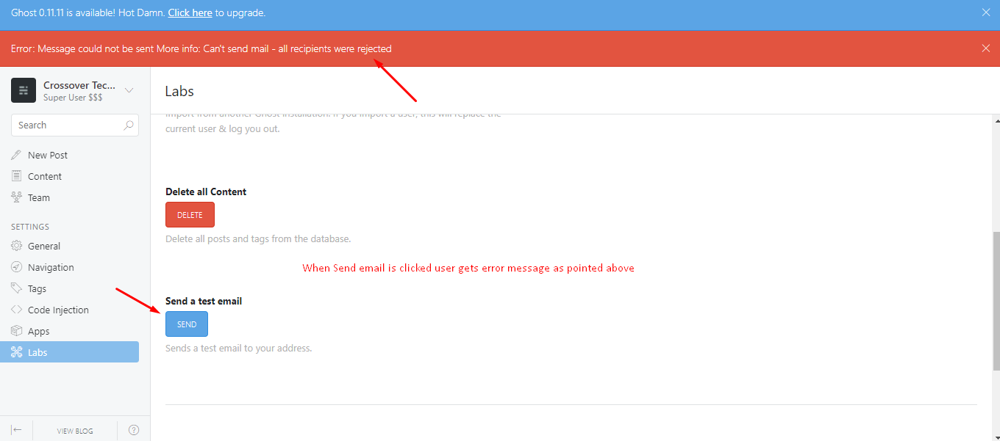 Ghost 0.11.11 is available! Hot Damn. Click here to upgrade.
Error: Message could not be sent More info: Can't send mail - all recipients were rejected
Crossover Tec...
Super User $$$
Search
New Post
Content
Team
SETTINGS
General
Navigation
Tags
Code Injection
Apps
Labs
VIEW BLOG
Labs
Import from another Ghost installation. If you import a user, this will replace the
current user & log you out.
Delete all Content
DELETE
Delete all posts and tags from the database.
When Send email is clicked user gets error message as pointed above
Send a test email
SEND
Sends a test email to your address.